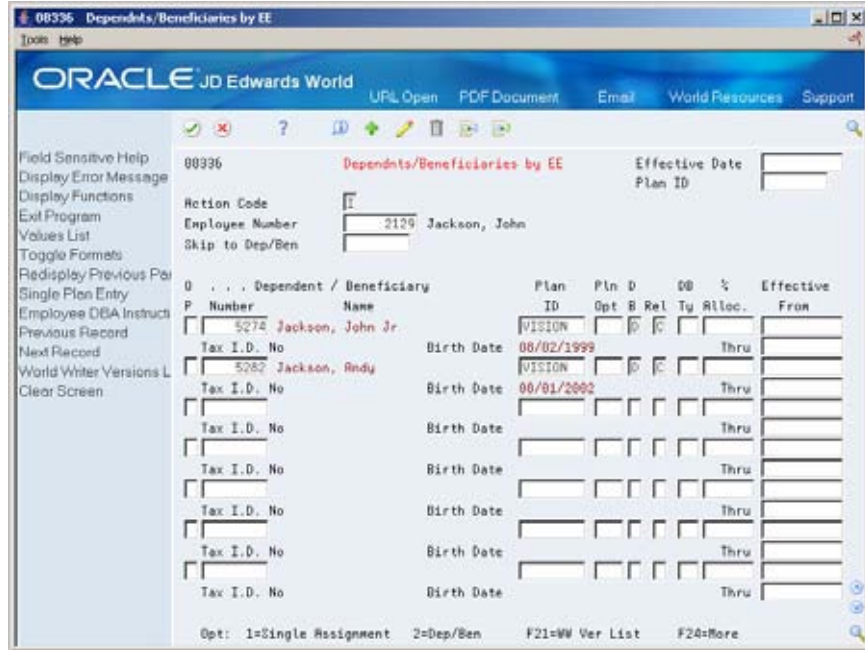 08336 Dependnts/Beneficiaries by EE
Tools Help
ORACLE JD Edwards World
URL Open PDF Document Email World Resources Support
Field Sensitive Help
Display Error Message
Display Functions
Exit Program
Values List
Toggle Formats
Redisplay Previous Pa
Single Plan Entry
Employee DBA Instructi
Previous Record
Next Record
World Writer Versions L
Clear Screen
08336 Dependnts/Beneficiaries by EE Effective Date
Plan ID
Action Code I
Employee Number 2129 Jackson, John
Skip to Dep/Ben
O . . . Dependent / Beneficiary Plan Pln D DB % Effective
P Number Name ID Opt B Rel Ty Alloc. From
5274 Jackson, John Jr VISION D C
Tax I.D. No Birth Date 08/02/1999 Thru
5282 Jackson, Andy VISION D C
Tax I.D. No Birth Date 08/01/2002 Thru
Tax I.D. No Birth Date Thru
Tax I.D. No Birth Date Thru
Tax I.D. No Birth Date Thru
Tax I.D. No Birth Date Thru
Tax I.D. No Birth Date Thru
Opt: 1=Single Assignment 2=Dep/Ben F21=WW Ver List F24=More